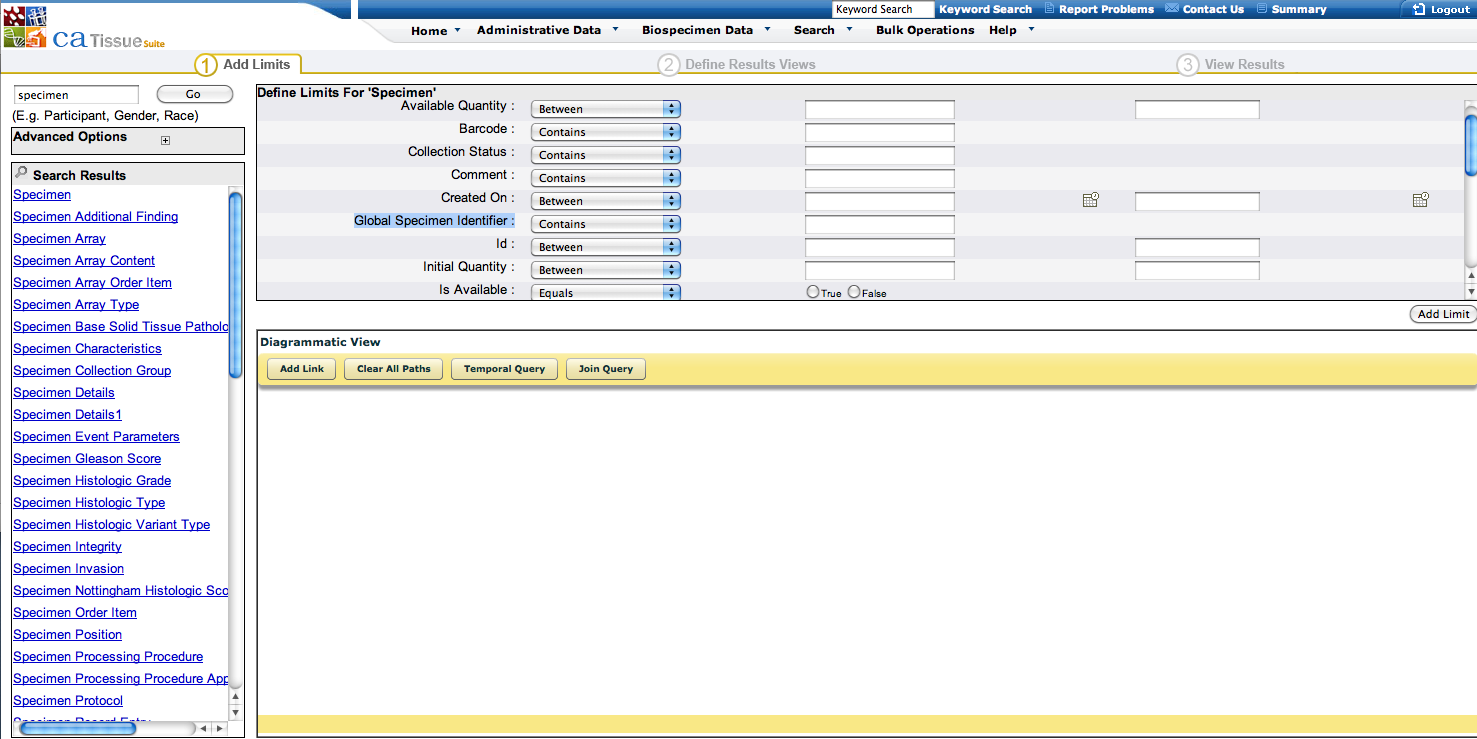 Keyword Search Keyword Search Report Problems Contact Us Summary Logout
ca Tissue Suite
Home Administrative Data Biospecimen Data Search Bulk Operations Help
1 Add Limits 2 Define Results Views 3 View Results
specimen Go
(E.g. Participant, Gender, Race)
Advanced Options
Search Results
Specimen
Specimen Additional Finding
Specimen Array
Specimen Array Content
Specimen Array Order Item
Specimen Array Type
Specimen Base Solid Tissue Patholo
Specimen Characteristics
Specimen Collection Group
Specimen Details
Specimen Details1
Specimen Event Parameters
Specimen Gleason Score
Specimen Histologic Grade
Specimen Histologic Type
Specimen Histologic Variant Type
Specimen Integrity
Specimen Invasion
Specimen Nottingham Histologic Sco
Specimen Order Item
Specimen Position
Specimen Processing Procedure
Specimen Processing Procedure App
Specimen Protocol
Specimen Record Entry
Define Limits For 'Specimen'
Available Quantity : Between
Barcode : Contains
Collection Status : Contains
Comment : Contains
Created On : Between
Global Specimen Identifier : Contains
Id : Between
Initial Quantity : Between
Is Available : Equals True False
Add Limit
Diagrammatic View
Add Link Clear All Paths Temporal Query Join Query